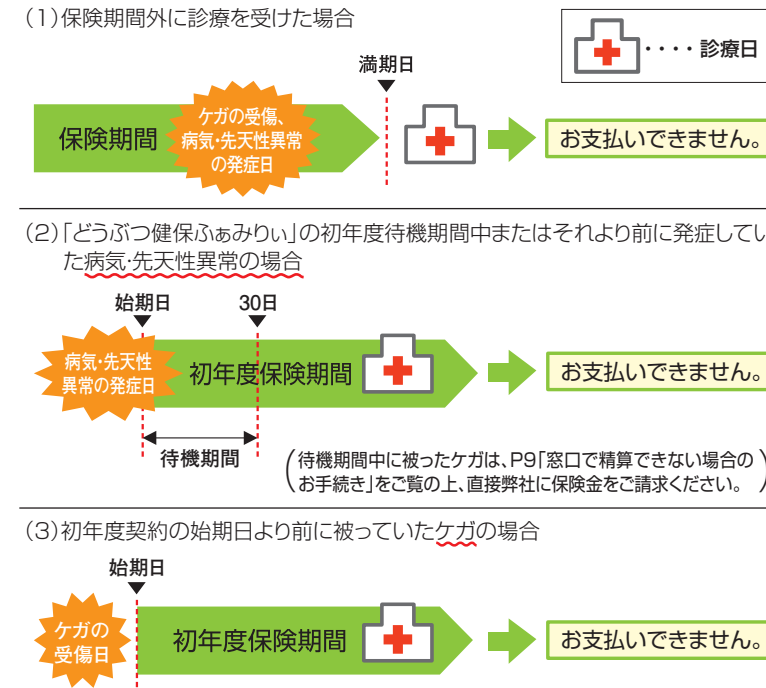 (1)保険期間外に診療を受けた場合
・・・・診療日
満期日
保険期間
ケガの受傷、
病気・先天性異常
の発症日
お支払いできません。
(2)「どうぶつ健保ふぁみりぃ」の初年度待機期間中またはそれより前に発症してい
た病気・先天性異常の場合
始期日
30日
病気・先天性
異常の発症日
初年度保険期間
お支払いできません。
待機期間
(待機期間中に被ったケガは、P9「窓口で精算できない場合の
お手続き」をご覧の上、直接弊社に保険金をご請求ください。)
(3)初年度契約の始期日より前に被っていたケガの場合
始期日
ケガの
受傷日
初年度保険期間
お支払いできません。